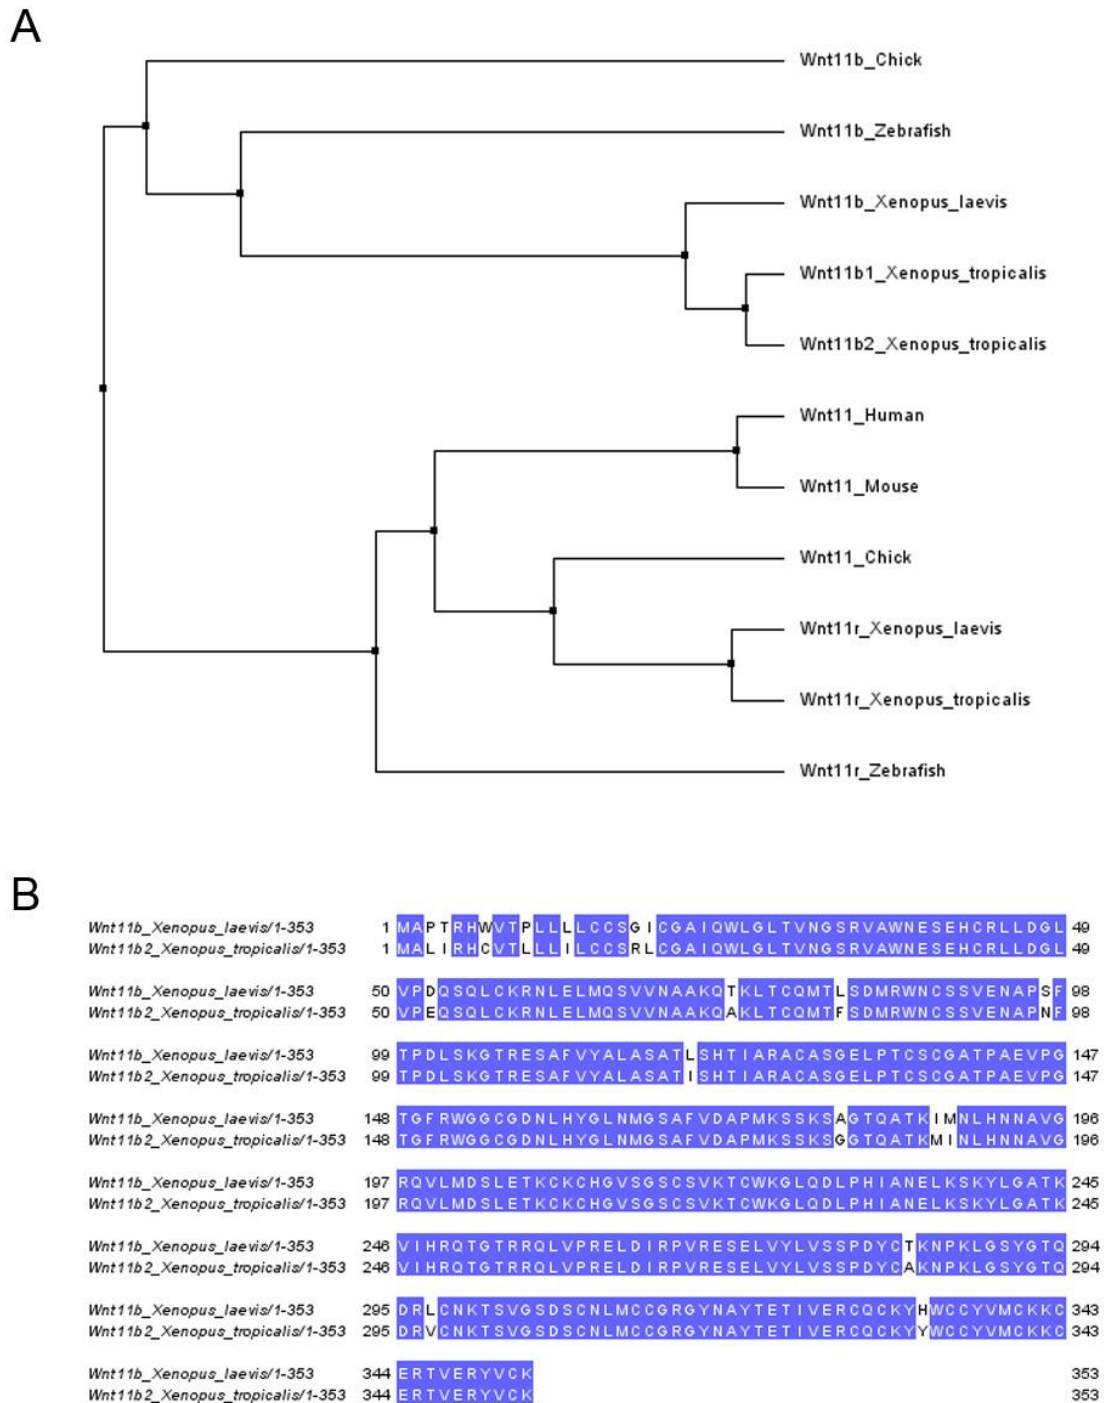 A
Wnt11b_Chick
Wnt11b_Zebrafish
Wnt11b_Xenopus_laevis
Wnt11b1_Xenopus_tropicalis
Wnt11b2_Xenopus_tropicalis
Wnt11_Human
Wnt11_Mouse
Wnt11_Chick
Wnt11r_Xenopus_laevis
Wnt11r_Xenopus_tropicalis
Wnt11r_Zebrafish
B
Wnt11b_Xenopus_laevis/1-353 1 MAPTRHWVTPLLLLCCSGICGAIQWLGLTVNGSRVAWNESEHCRLLDGL 49
Wnt11b2_Xenopus_tropicalis/1-353 1 MALIRHCVTLLLILCCSRLCGAIQWLGLTVNGSRVAWNESEHCRLLDGL 49
Wnt11b_Xenopus_laevis/1-353 50 VPDQSQLCKRNLELMQSVVNAAKQTKLTCQMTLSDMRWNCSSVENAPSF 98
Wnt11b2_Xenopus_tropicalis/1-353 50 VPEQSQLCKRNLELMQSVVNAAKQAKLTCQMTFSDMRWNCSSVENAPNF 98
Wnt11b_Xenopus_laevis/1-353 99 TPDLSKGTRESAFVYALASATLSHTIARACASGELPTCSCGATPAEVPG 147
Wnt11b2_Xenopus_tropicalis/1-353 99 TPDLSKGTRESAFVYALASATISHTIARACASGELPTCSCGATPAEVPG 147
Wnt11b_Xenopus_laevis/1-353 148 TGFRWGGCGDNLHYGLNMGSAFVDAPMKSSKSAGTQATKIMNLHNNAVG 196
Wnt11b2_Xenopus_tropicalis/1-353 148 TGFRWGGCGDNLHYGLNMGSAFVDAPMKSSKSGGTQATKMINLHNNAVG 196
Wnt11b_Xenopus_laevis/1-353 197 RQVLMDSLETKCKCHGVSGSCSVKTCWKGLQDLPHIANELKSKYLGATK 245
Wnt11b2_Xenopus_tropicalis/1-353 197 RQVLMDSLETKCKCHGVSGSCSVKTCWKGLQDLPHIANELKSKYLGATK 245
Wnt11b_Xenopus_laevis/1-353 246 VIHRQTGTRRQLVPRELDIRPVRESELVYLVSSPDYCTKNPKLGSYGTQ 294
Wnt11b2_Xenopus_tropicalis/1-353 246 VIHRQTGTRRQLVPRELDIRPVRESELVYLVSSPDYCAKNPKLGSYGTQ 294
Wnt11b_Xenopus_laevis/1-353 295 DRLCNKTSVGSDSCNLMCCGRGYNAYTETIVERCQCKYHWCCYVMCKKC 343
Wnt11b2_Xenopus_tropicalis/1-353 295 DRVCNKTSVGSDSCNLMCCGRGYNAYTETIVERCQCKYYWCCYVMCKKC 343
Wnt11b_Xenopus_laevis/1-353 344 ERTVERYVCK 353
Wnt11b2_Xenopus_tropicalis/1-353 344 ERTVERYVCK 353